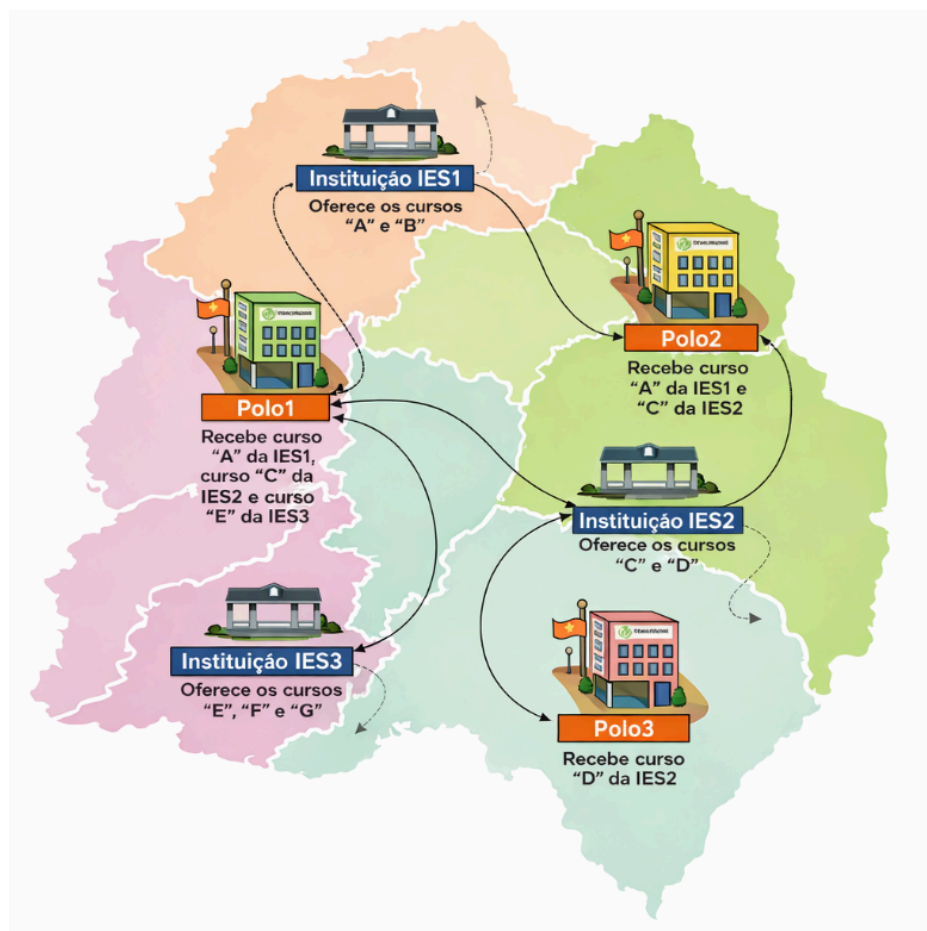 Instituição IES1
Oferece os cursos
“A” e “B”
Polo2
Recebe curso
“A” da IES1 e
“C” da IES2
Polo1
Recebe curso
“A” da IES1,
curso “C” da
IES2 e curso
“E” da IES3
Instituição IES2
Oferece os cursos
“C” e “D”
Instituição IES3
Oferece os cursos
“E”, “F” e “G”
Polo3
Recebe curso
“D” da IES2